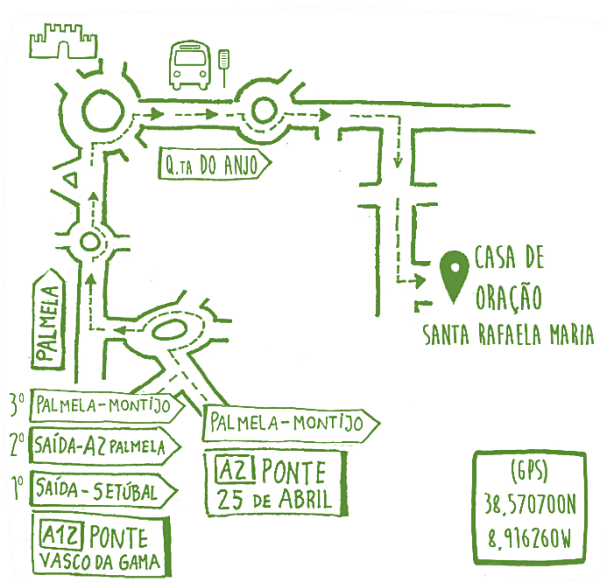 Q.TA DO ANJO
CASA DE
ORAÇÃO
SANTA RAFAELA MARIA
PALMELA
3º PALMELA-MONTIJO
2º SAÍDA-A2 PALMELA
1º SAÍDA-SETÚBAL
A12 PONTE
VASCO DA GAMA
PALMELA-MONTIJO
A2 PONTE
25 DE ABRIL
(GPS)
38,570700N
8,916260W